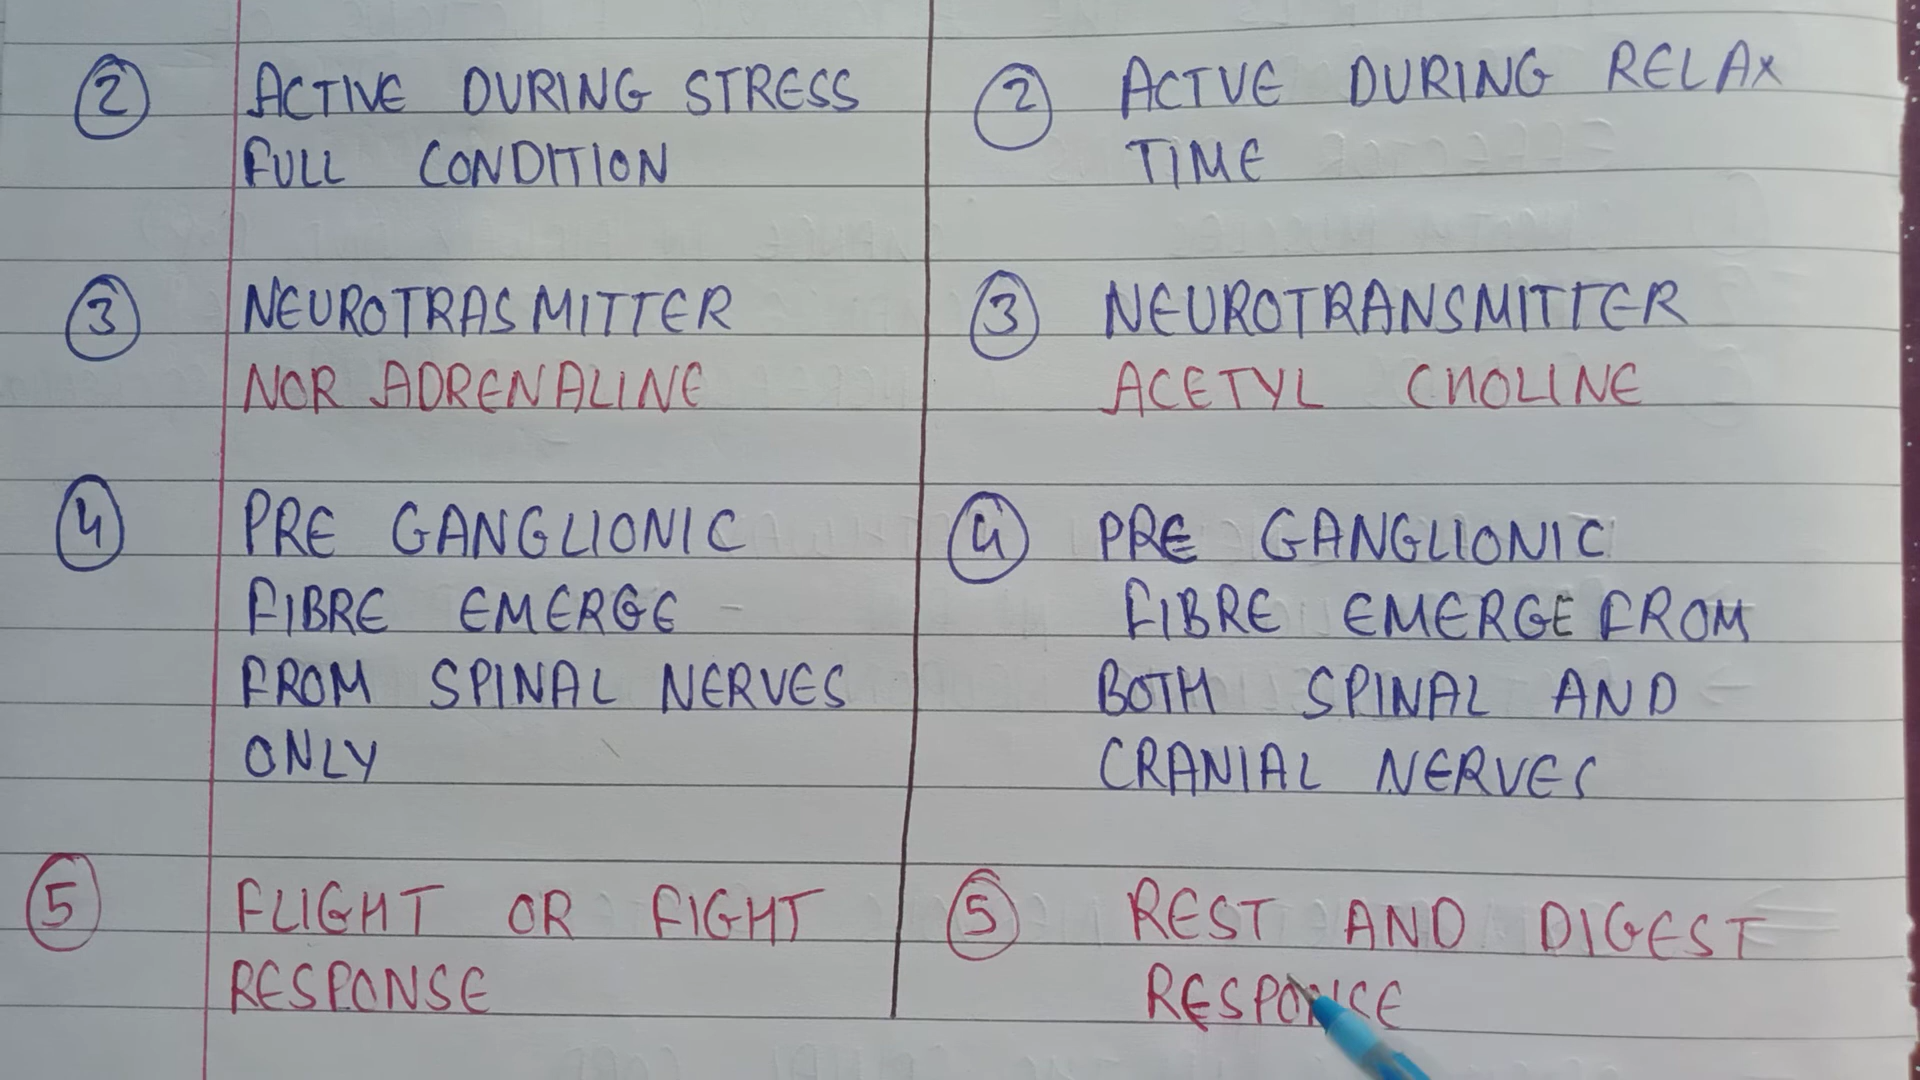 ② ACTIVE DURING STRESS
FULL CONDITION
③ NEUROTRASMITTER
NOR ADRENALINE
④ PRE GANGLIONIC
FIBRE EMERGE
FROM SPINAL NERVES
ONLY
⑤ FLIGHT OR FIGHT
RESPONSE
② ACTVE DURING RELAX
TIME
③ NEUROTRANSMITTER
ACETYL CHOLINE
④ PRE GANGLIONIC
FIBRE EMERGE FROM
BOTH SPINAL AND
CRANIAL NERVES
⑤ REST AND DIGEST
RESPONSE